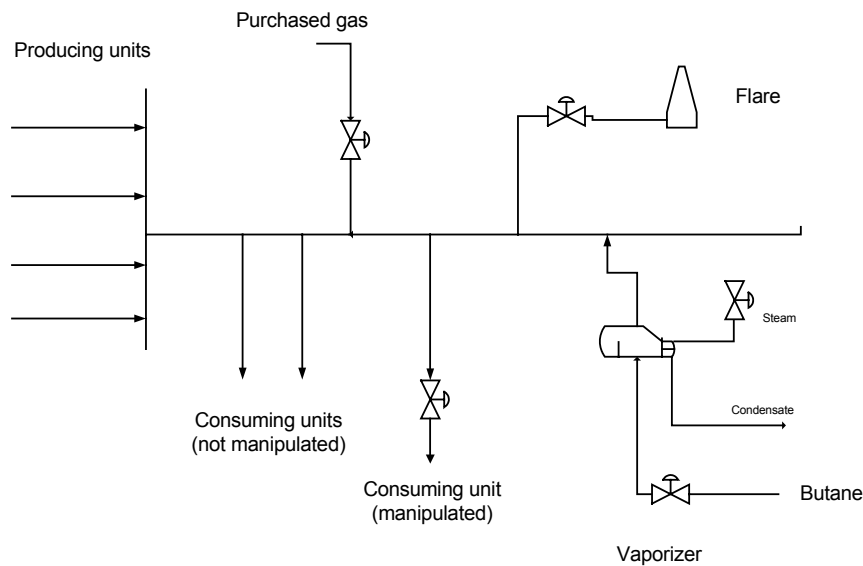 Purchased gas
Producing units
Flare
Steam
Condensate
Consuming units
(not manipulated)
Consuming unit
(manipulated)
Butane
Vaporizer